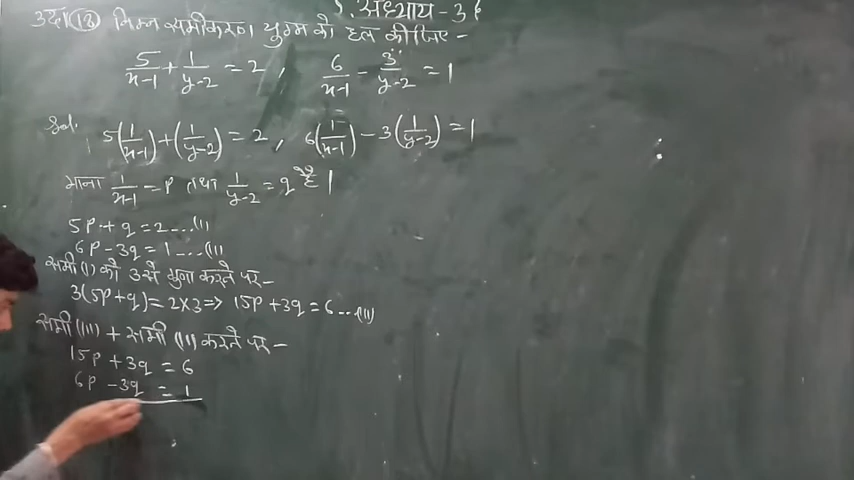 अध्याय-3
उदा(18) निम्न समीकरण युग्म को हल कीजिए -
5/(x-1) + 1/(y-2) = 2 , 6/(x-1) - 3/(y-2) = 1
Sol. 5(1/(x-1)) + (1/(y-2)) = 2 , 6(1/(x-1)) - 3(1/(y-2)) = 1
माना 1/(x-1) = P तथा 1/(y-2) = q है।
5P + q = 2 ...(I)
6P - 3q = 1 ...(II)
समी (I) को 3 से गुणा करने पर -
3(5P+q) = 2×3 => 15P + 3q = 6 ...(III)
समी (III) + समी (II) करने पर -
15P + 3q = 6
6P - 3q = 1